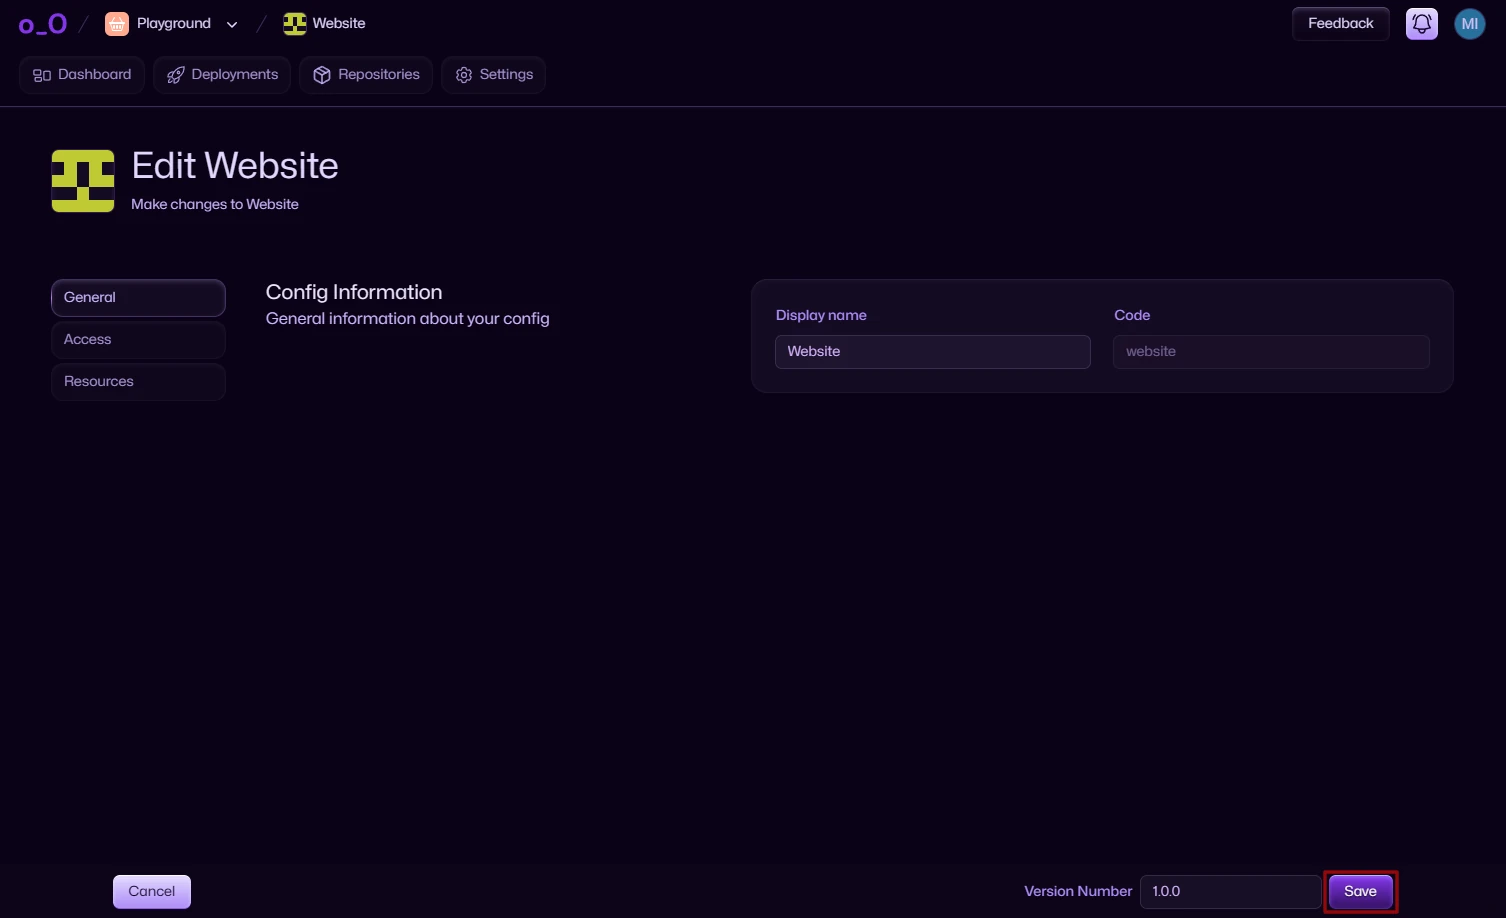 o_O / Playground / Website Feedback MI
Dashboard Deployments Repositories Settings
Edit Website
Make changes to Website
General
Access
Resources
Config Information
General information about your config
Display name Code
Website website
Cancel Version Number 1.0.0 Save